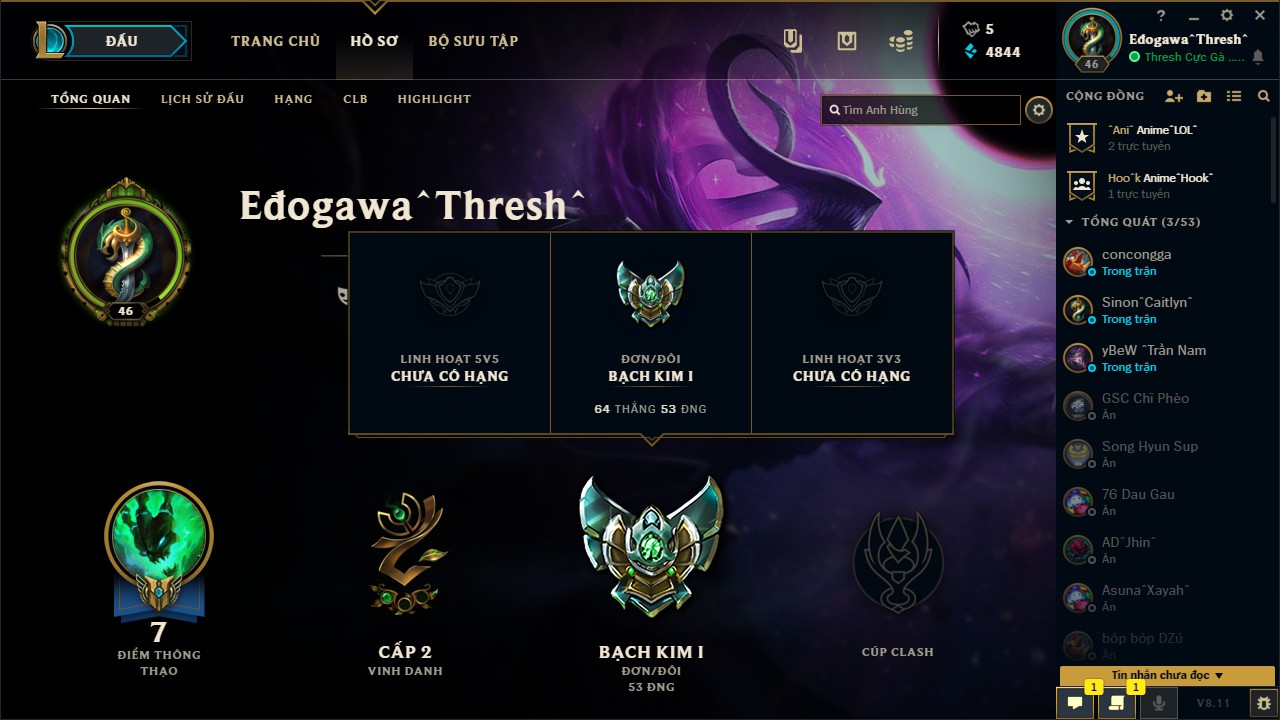 ĐẤU
TRANG CHỦ
HỒ SƠ
BỘ SƯU TẬP
5
4844
?
Eđogawa^Thresh^
Thresh Cực Gà .....
46
TỔNG QUAN
LỊCH SỬ ĐẤU
HẠNG
CLB
HIGHLIGHT
Tìm Anh Hùng
CỘNG ĐỒNG
^Ani^ Anime^LOL^
2 trực tuyến
Hoo^k Anime^Hook^
1 trực tuyến
TỔNG QUÁT (3/53)
concongga
Trong trận
Sinon^Caitlyn^
Trong trận
yBeW ^Trần Nam
Trong trận
GSC Chí Phèo
Ẩn
Song Hyun Sup
Ẩn
76 Dau Gau
Ẩn
AD^Jhin^
Ẩn
Asuna^Xayah^
Ẩn
bóp bóp DZú
Ẩn
Tin nhắn chưa đọc
1
1
V8.11
Eđogawa^Thresh^
46
LINH HOẠT 5V5
CHƯA CÓ HẠNG
ĐƠN/ĐÔI
BẠCH KIM I
64 THẮNG 53 ĐNG
LINH HOẠT 3V3
CHƯA CÓ HẠNG
7
ĐIỂM THÔNG
THẠO
CẤP 2
VINH DANH
BẠCH KIM I
ĐƠN/ĐÔI
53 ĐNG
CÚP CLASH